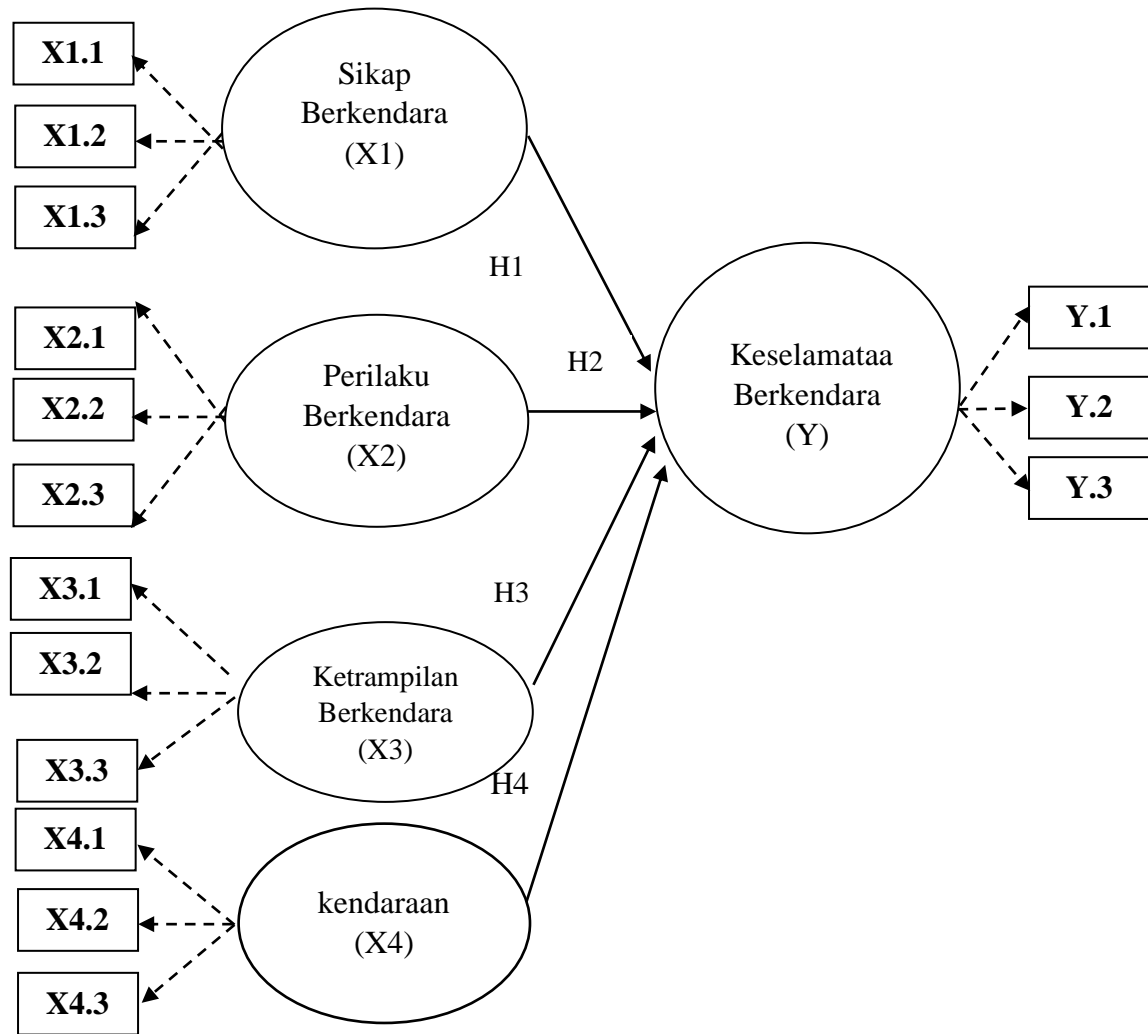 X1.1
X1.2
X1.3
Sikap
Berkendara
(X1)
H1
X2.1
X2.2
X2.3
Perilaku
Berkendara
(X2)
H2
Keselamataa
Berkendara
(Y)
Y.1
Y.2
Y.3
X3.1
X3.2
X3.3
Ketrampilan
Berkendara
(X3)
H3
H4
X4.1
X4.2
X4.3
kendaraan
(X4)